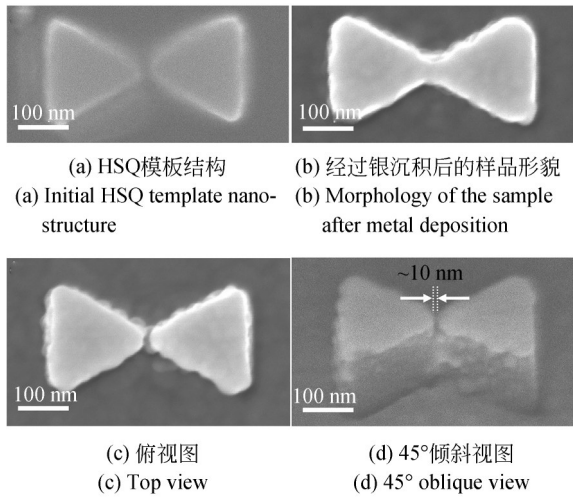 100 nm
100 nm
(a) HSQ模板结构
(b) 经过银沉积后的样品形貌
(a) Initial HSQ template nano-
structure
(b) Morphology of the sample
after metal deposition
~10 nm
100 nm
100 nm
(c) 俯视图
(d) 45°倾斜视图
(c) Top view
(d) 45° oblique view